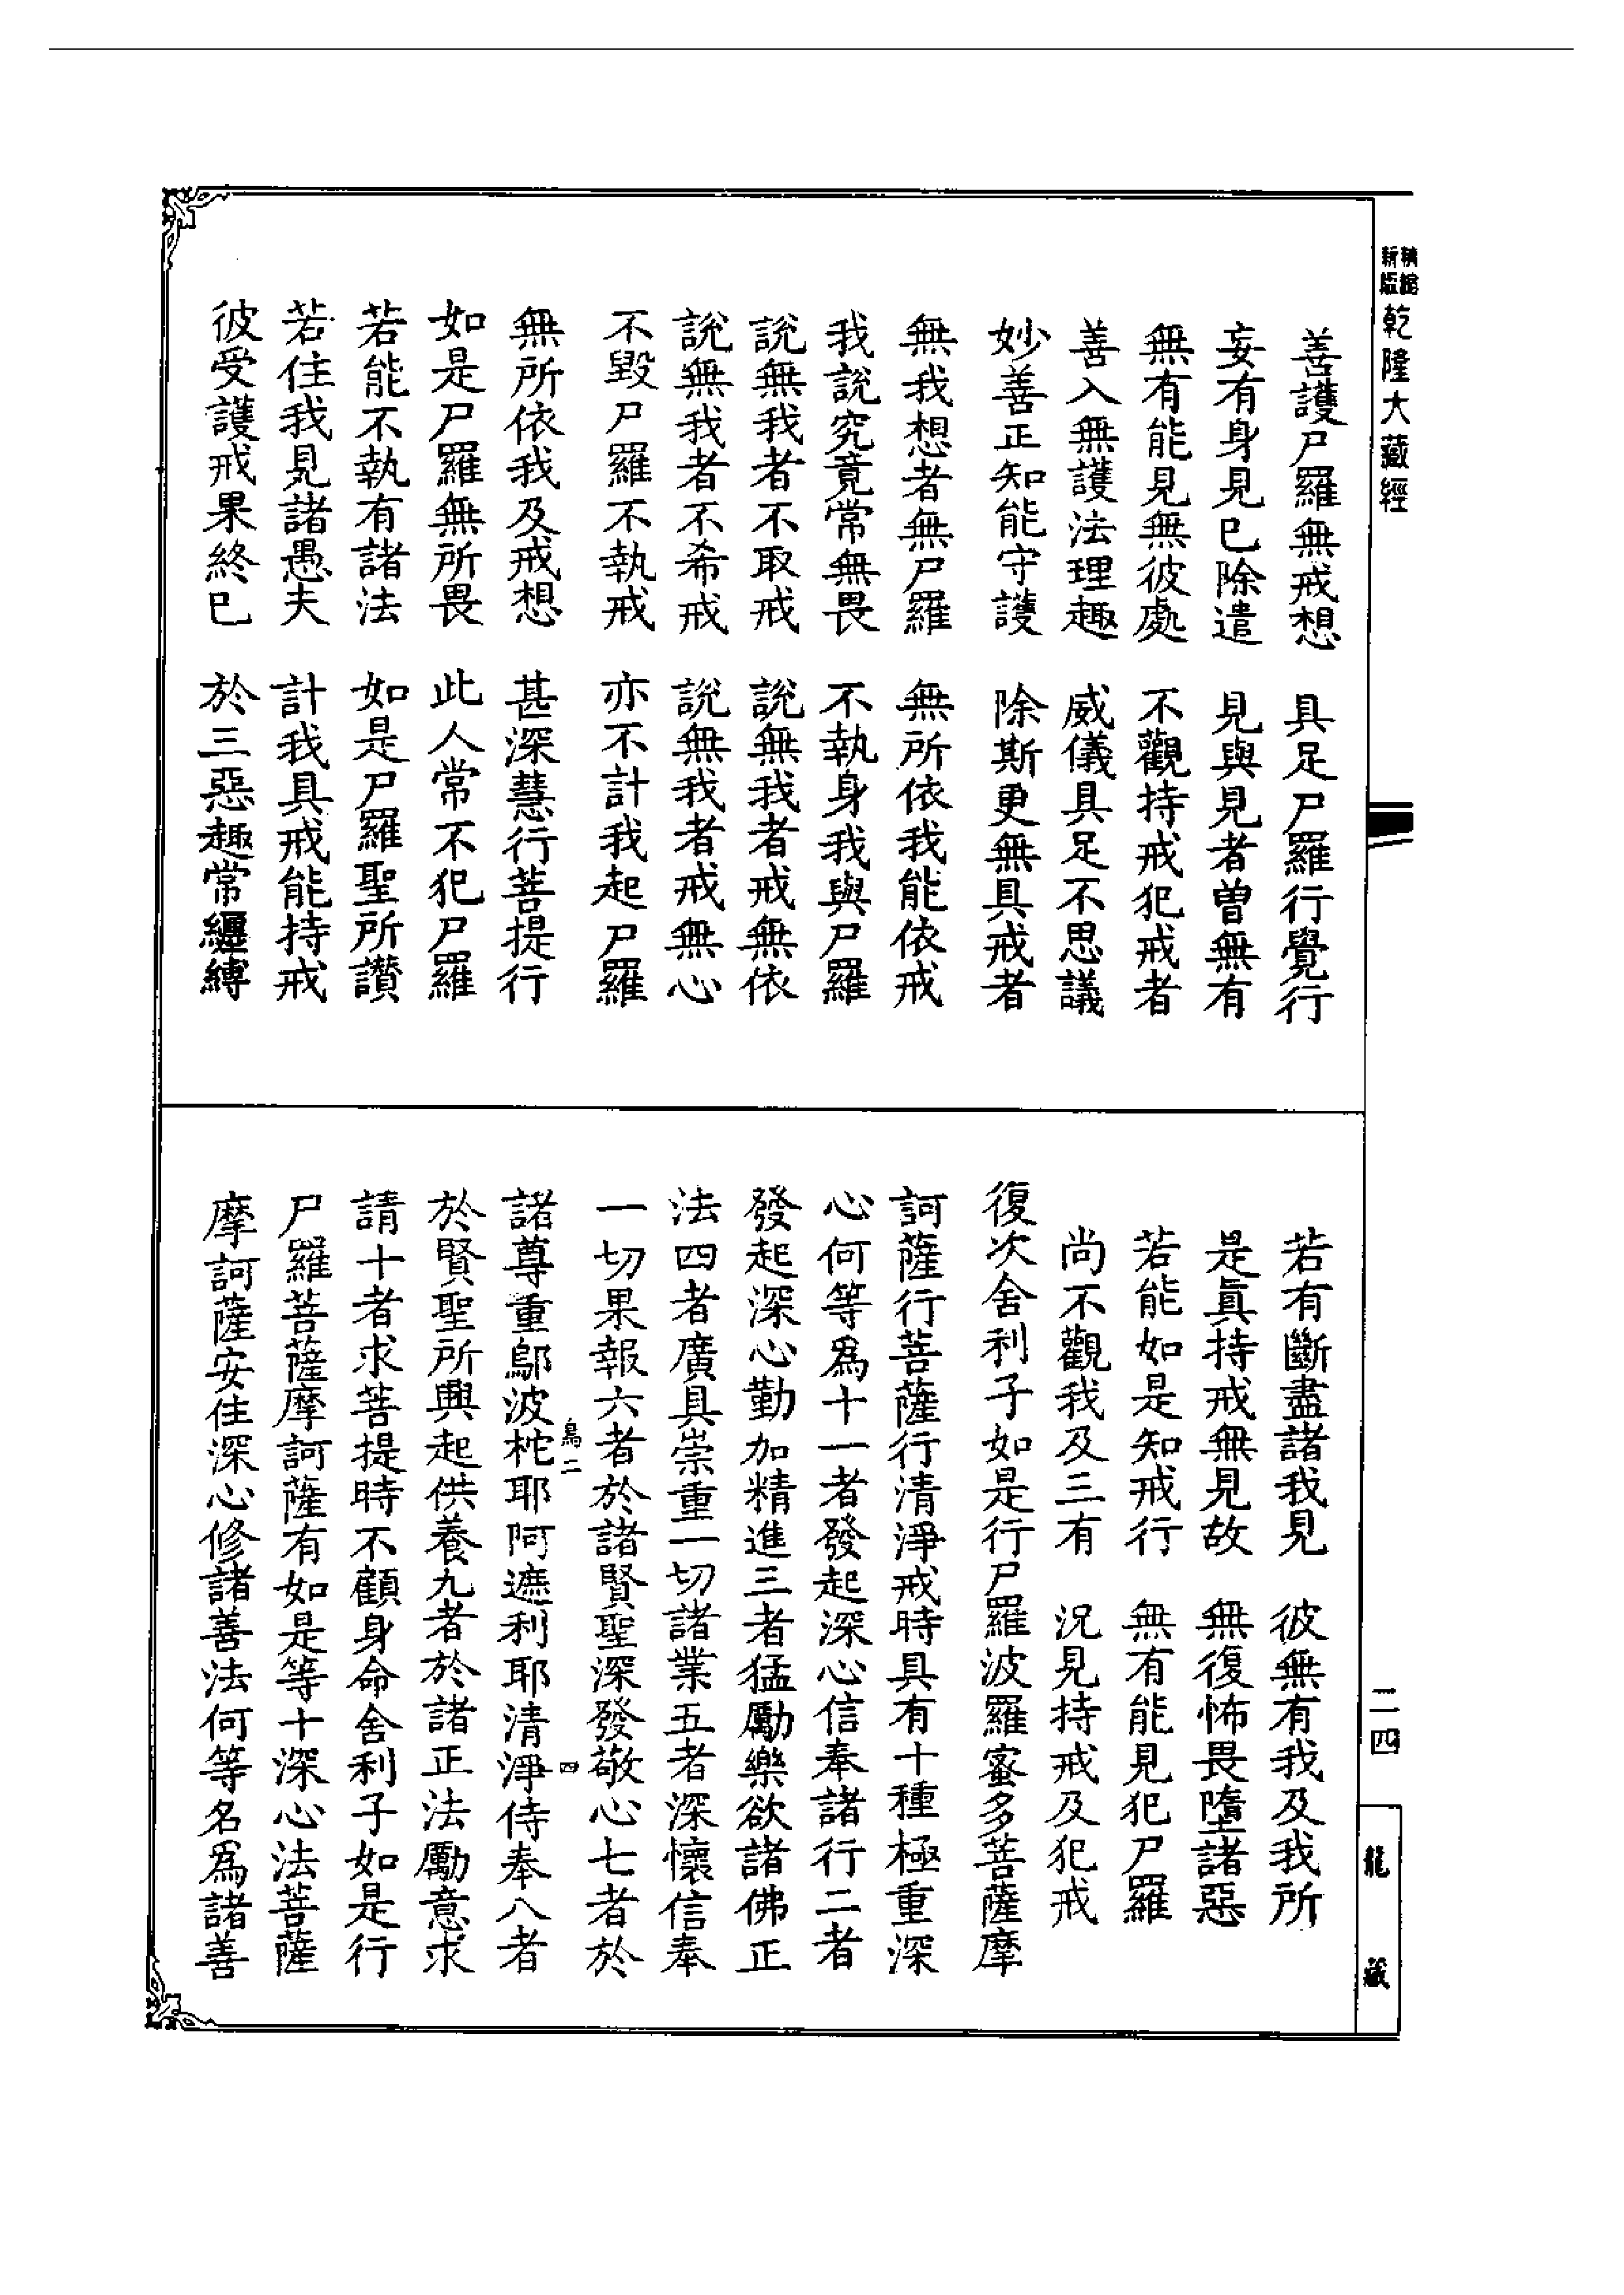 精縮新版乾隆大藏經
善護尸羅無戒想　具足尸羅行覺行
妄有身見已除遣　見與見者曽無有
無有能見無彼處　不觀持戒犯戒者
善入無護法理趣　威儀具足不思議
妙善正知能守護　除斯更無具戒者
無我想者無尸羅　無所依我能依戒
我說究竟常無畏　不執身我與尸羅
說無我者不取戒　說無我者戒無依
說無我者不希戒　說無我者戒無心
不毀尸羅不執戒　亦不計我起尸羅
無所依我及戒想　甚深慧行菩提行
如是尸羅無所畏　此人常不犯尸羅
若能不執有諸法　如是尸羅聖所讚
若住我見諸愚夫　計我具戒能持戒
彼受護戒果終已　於三惡趣常纏縛
若有斷盡諸我見　彼無有我及我所
是真持戒無見故　無復怖畏墮諸惡
若能如是知戒行　無有能見犯尸羅
尚不觀我及三有　況見持戒及犯戒
復次舍利子如是行尸羅波羅蜜多菩薩摩
訶薩行菩薩行清淨戒時具有十種極重深
心何等爲十一者發起深心信奉諸行二者
發起深心勤加精進三者猛勵樂欲諸佛正
法四者廣具崇重一切諸業五者深懷信奉
一切果報六者於諸賢聖深發敬心七者於
諸尊重鄔波柁耶阿遮利耶清淨侍奉八者
於賢聖所興起供養九者於諸正法勵意求
請十者求菩提時不顧身命舍利子如是行
尸羅菩薩摩訶薩有如是等十深心法菩薩
摩訶薩安住深心修諸善法何等名爲諸善
鳥二
四
二四
龍藏